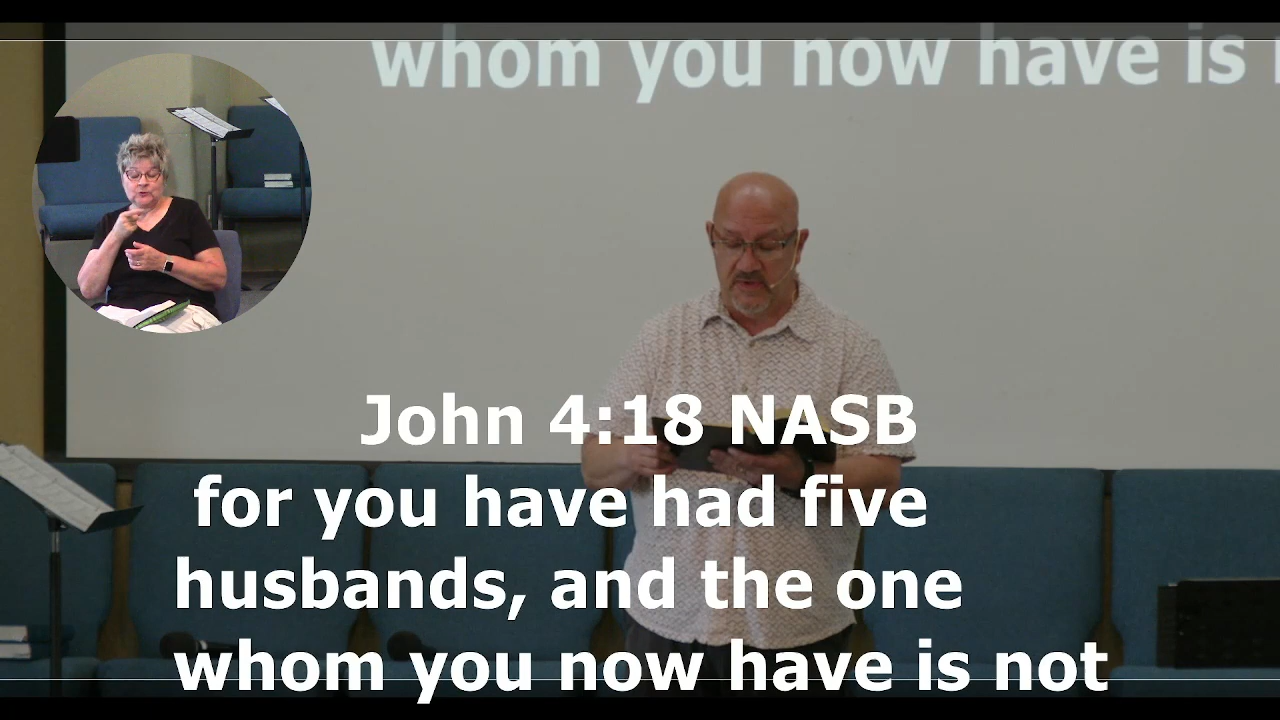 whom you now have is
John 4:18 NASB
for you have had five
husbands, and the one
whom you now have is not